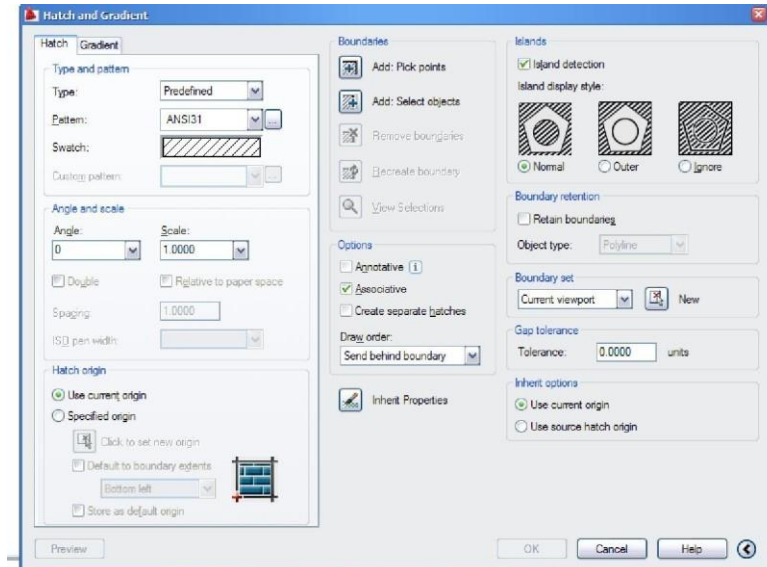 Hatch and Gradient
Hatch
Gradient
Type and pattern
Type:
Predefined
Pattern:
ANSI31
...
Swatch:
Custom pattern:
...
Angle and scale
Angle:
Scale:
0
1.0000
Double
Relative to paper space
Spacing:
1.0000
ISO pen width:
Hatch origin
Use current origin
Specified origin
Click to set new origin
Default to boundary extents
Bottom left
Store as default origin
Boundaries
Add: Pick points
Add: Select objects
Remove boundaries
Recreate boundary
View Selections
Options
Annotative
i
Associative
Create separate hatches
Draw order:
Send behind boundary
Inherit Properties
Islands
Island detection
Island display style:
Normal
Outer
Ignore
Boundary retention
Retain boundaries
Object type:
Polyline
Boundary set
Current viewport
New
Gap tolerance
Tolerance:
0.0000
units
Inherit options
Use current origin
Use source hatch origin
Preview
OK
Cancel
Help